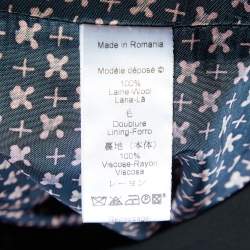 Made in Romania
Modèle déposé ©
100%
Laine-Wool
Lana-Lã
毛
Doublure
Lining-Forro
裏地(本体)
100%
Viscose-Rayon
Viscosa
レーヨン